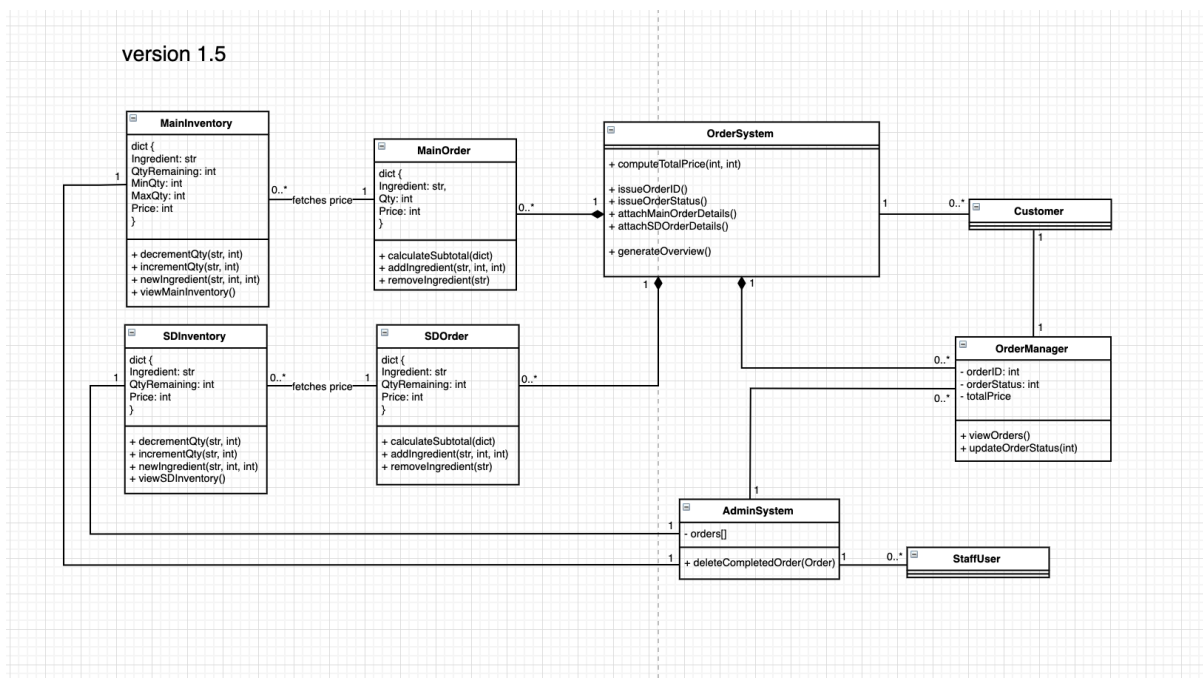 version 1.5
MainInventory
dict {
Ingredient: str
QtyRemaining: int
MinQty: int
MaxQty: int
Price: int
}
+ decrementQty(str, int)
+ incrementQty(str, int)
+ newIngredient(str, int, int)
+ viewMainInventory()
1
0..*
fetches price
1
MainOrder
dict {
Ingredient: str,
Qty: int
Price: int
}
+ calculateSubtotal(dict)
+ addIngredient(str, int, int)
+ removeIngredient(str)
0..*
1
OrderSystem
+ computeTotalPrice(int, int)
+ issueOrderID()
+ issueOrderStatus()
+ attachMainOrderDetails()
+ attachSDOrderDetails()
+ generateOverview()
1
0..*
Customer
1
1
1
1
SDInventory
dict {
Ingredient: str
QtyRemaining: int
Price: int
}
+ decrementQty(str, int)
+ incrementQty(str, int)
+ newIngredient(str, int, int)
+ viewSDInventory()
1
0..*
fetches price
1
SDOrder
dict {
Ingredient: str
QtyRemaining: int
Price: int
}
+ calculateSubtotal(dict)
+ addIngredient(str, int, int)
+ removeIngredient(str)
0..*
0..*
0..*
OrderManager
- orderID: int
- orderStatus: int
- totalPrice
+ viewOrders()
+ updateOrderStatus(int)
1
AdminSystem
- orders[]
+ deleteCompletedOrder(Order)
1
1
1
0..*
StaffUser